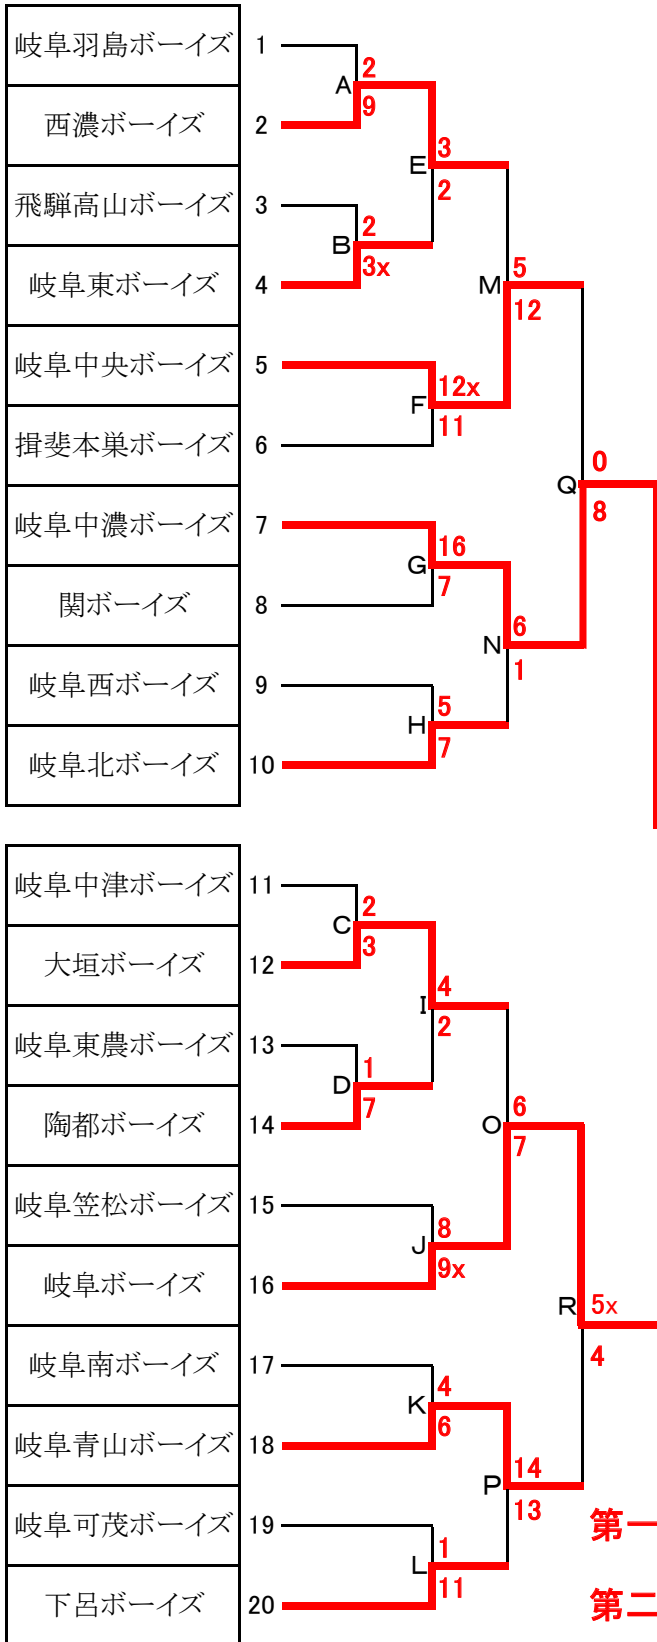 岐阜羽島ボーイズ 1
2
A
9
西濃ボーイズ 2
3
E
2
飛騨高山ボーイズ 3
2
B
3x
岐阜東ボーイズ 4
5
M
12
岐阜中央ボーイズ 5
12x
F
11
揖斐本巣ボーイズ 6
0
Q
8
岐阜中濃ボーイズ 7
16
G
7
関ボーイズ 8
6
N
1
岐阜西ボーイズ 9
5
H
7
岐阜北ボーイズ 10
岐阜中津ボーイズ 11
2
C
3
大垣ボーイズ 12
4
I
2
岐阜東農ボーイズ 13
1
D
7
陶都ボーイズ 14
6
O
7
岐阜笠松ボーイズ 15
8
J
9x
岐阜ボーイズ 16
R 5x
4
岐阜南ボーイズ 17
4
K
6
岐阜青山ボーイズ 18
14
P
13
岐阜可茂ボーイズ 19
第一
1
L
11
下呂ボーイズ 20
第二